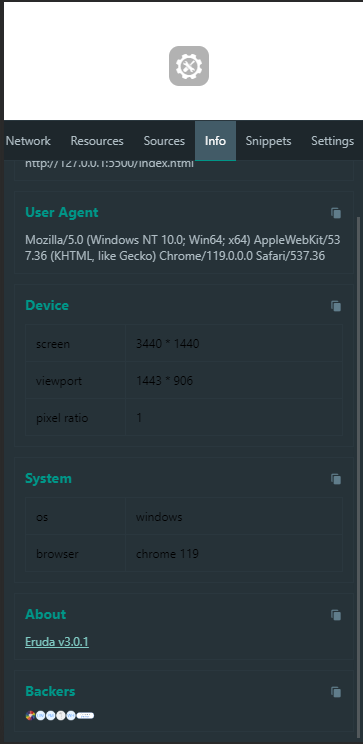 Network Resources Sources Info Snippets Settings
http://127.0.0.1:5500/index.html
User Agent
Mozilla/5.0 (Windows NT 10.0; Win64; x64) AppleWebKit/53
7.36 (KHTML, like Gecko) Chrome/119.0.0.0 Safari/537.36
Device
screen 3440 * 1440
viewport 1443 * 906
pixel ratio 1
System
os windows
browser chrome 119
About
Eruda v3.0.1
Backers